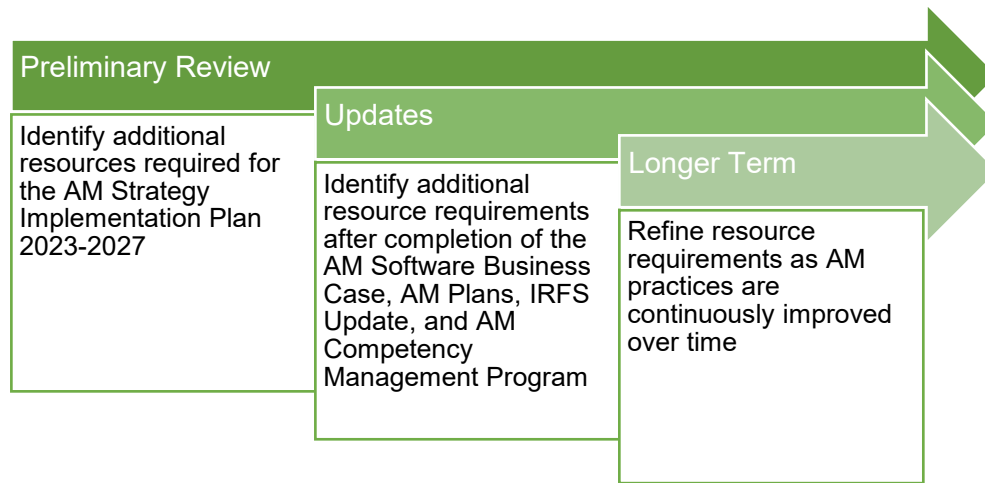 Preliminary Review
Identify additional
resources required for
the AM Strategy
Implementation Plan
2023-2027
Updates
Identify additional
resource requirements
after completion of the
AM Software Business
Case, AM Plans, IRFS
Update, and AM
Competency
Management Program
Longer Term
Refine resource
requirements as AM
practices are
continuously improved
over time